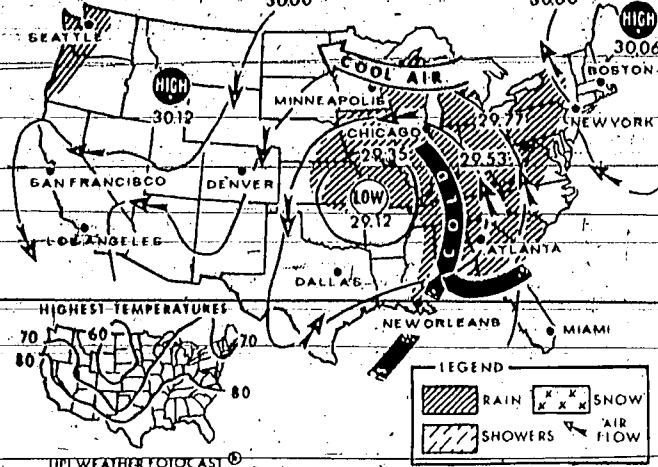 30.00
30.00
HIGH
30.06
SEATTLE
BOSTON
COOL AIR
HIGH
30.12
MINNEAPOLIS
NEW YORK
29.77
CHICAGO
29.35
29.53
SAN FRANCISCO
DENVER
LOW
29.12
COLD
LOS ANGELES
ATLANTA
DALLAS
NEW ORLEANS
MIAMI
HIGHEST TEMPERATURES
70
60
70
80
80
LEGEND
RAIN
SNOW
SHOWERS
AIR FLOW
UPI WEATHER FOTOCAST ®